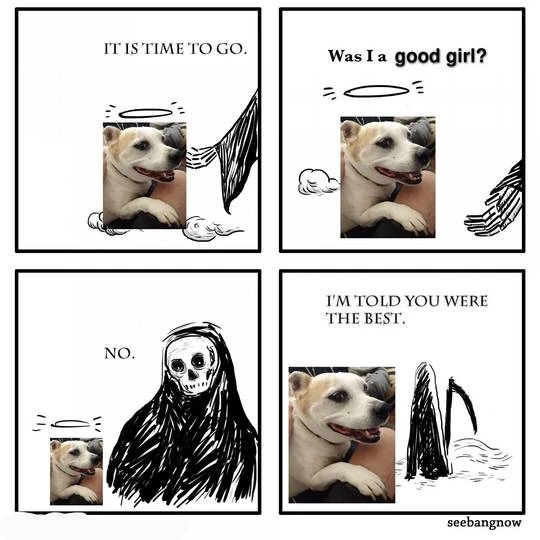 IT IS TIME TO GO.
Was I a good girl?
NO.
I'M TOLD YOU WERE
THE BEST.
seebangnow